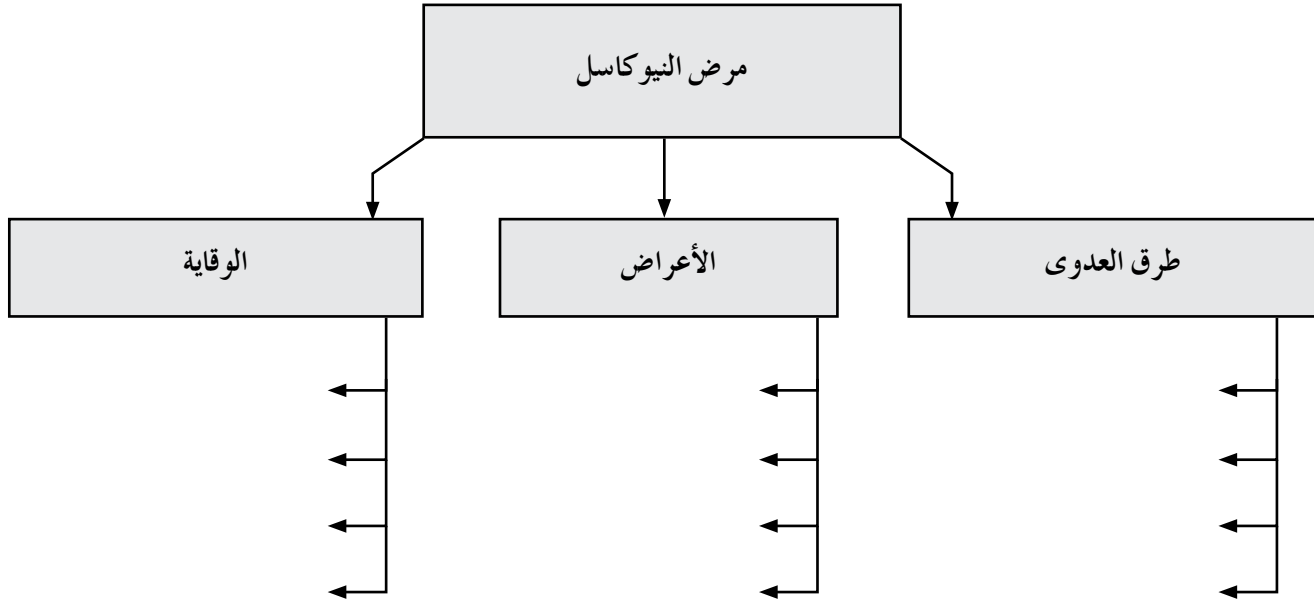 مرض النيوكاسل
طرق العدوى
الأعراض
الوقاية